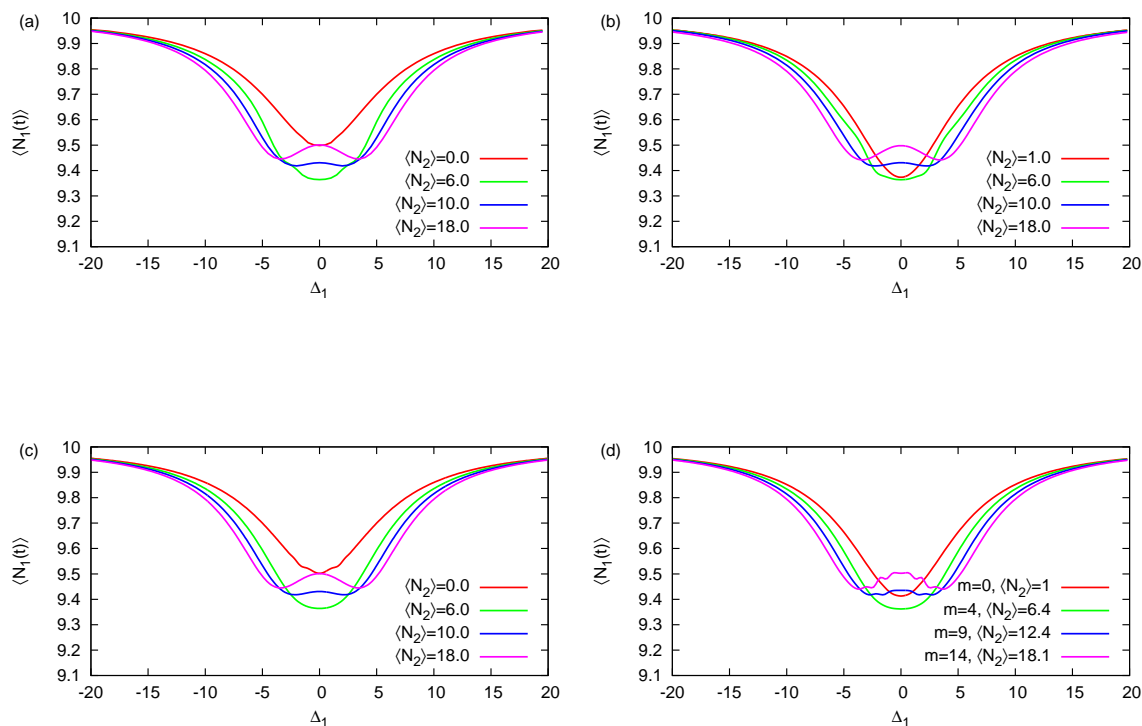 (a)
10
9.9
9.8
9.7
9.6
9.5
9.4
9.3
9.2
9.1
⟨N₁(t)⟩
-20 -15 -10 -5 0 5 10 15 20
Δ₁
⟨N₂⟩=0.0
⟨N₂⟩=6.0
⟨N₂⟩=10.0
⟨N₂⟩=18.0
(b)
10
9.9
9.8
9.7
9.6
9.5
9.4
9.3
9.2
9.1
⟨N₁(t)⟩
-20 -15 -10 -5 0 5 10 15 20
Δ₁
⟨N₂⟩=1.0
⟨N₂⟩=6.0
⟨N₂⟩=10.0
⟨N₂⟩=18.0
(c)
10
9.9
9.8
9.7
9.6
9.5
9.4
9.3
9.2
9.1
⟨N₁(t)⟩
-20 -15 -10 -5 0 5 10 15 20
Δ₁
⟨N₂⟩=0.0
⟨N₂⟩=6.0
⟨N₂⟩=10.0
⟨N₂⟩=18.0
(d)
10
9.9
9.8
9.7
9.6
9.5
9.4
9.3
9.2
9.1
⟨N₁(t)⟩
-20 -15 -10 -5 0 5 10 15 20
Δ₁
m=0, ⟨N₂⟩=1
m=4, ⟨N₂⟩=6.4
m=9, ⟨N₂⟩=12.4
m=14, ⟨N₂⟩=18.1